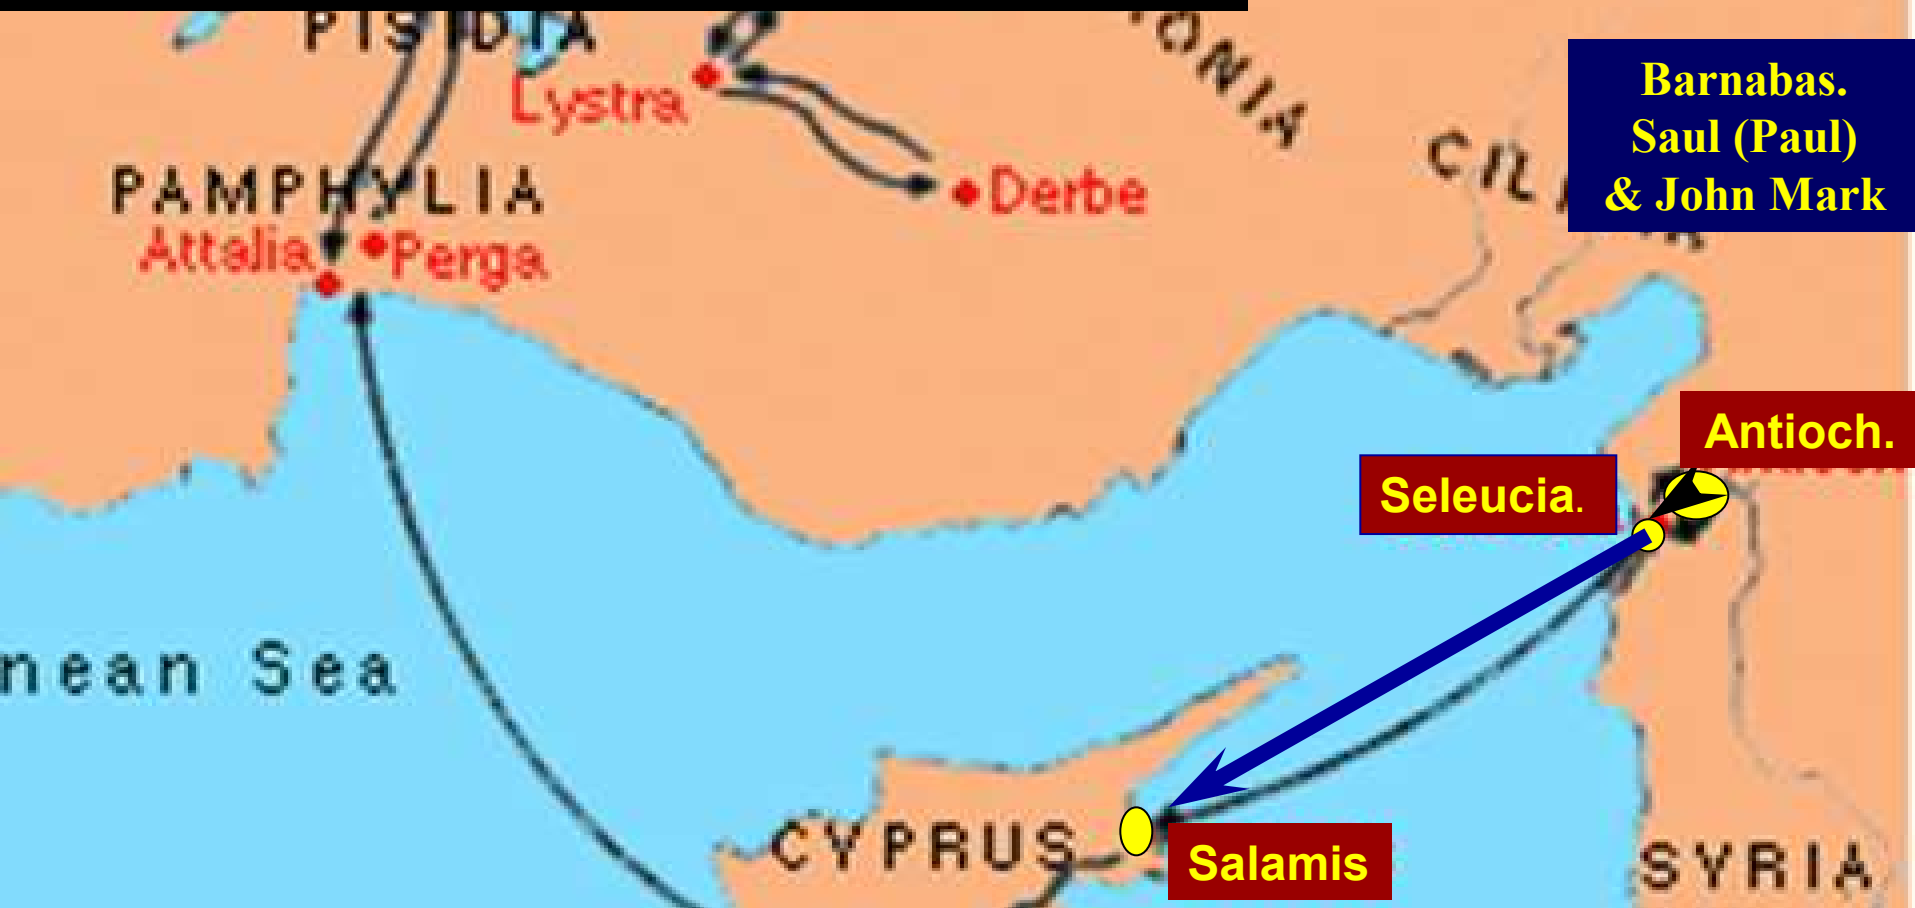 PISIDIA
Lystra
Barnabas.
Saul (Paul)
& John Mark
PAMPHYLIA
Derbe
Attalia
Perga
Antioch.
Seleucia.
nean Sea
CYPRUS
Salamis
SYRIA